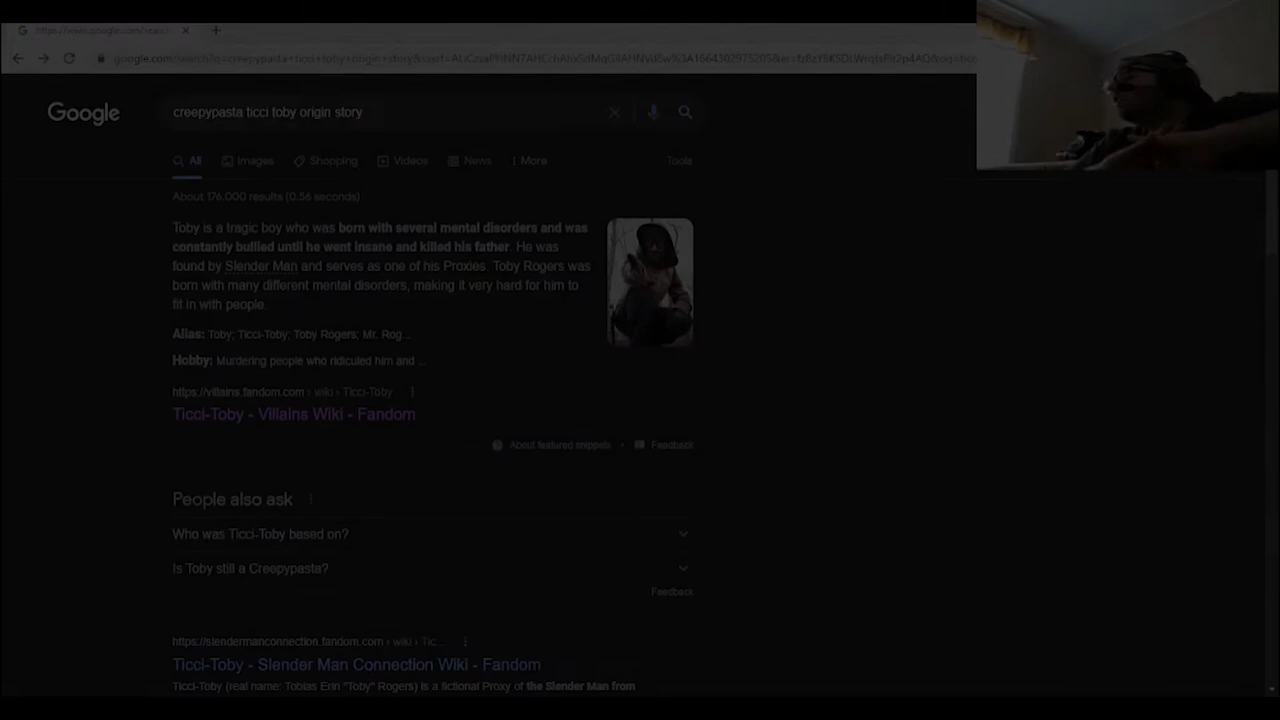 Google
creepypasta ticci toby origin story
All Images Shopping Videos News More Tools
About 176,000 results (0.56 seconds)
Toby is a tragic boy who was born with several mental disorders and was
constantly bullied until he went insane and killed his father. He was
found by Slender Man and serves as one of his Proxies. Toby Rogers was
born with many different mental disorders, making it very hard for him to
fit in with people.
Alias: Toby; Ticci-Toby; Toby Rogers; Mr. Rog...
Hobby: Murdering people who ridiculed him and ...
https://villains.fandom.com › wiki › Ticci-Toby
Ticci-Toby - Villains Wiki - Fandom
About featured snippets • Feedback
People also ask
Who was Ticci-Toby based on?
Is Toby still a Creepypasta?
Feedback
https://slendermanconnection.fandom.com › wiki › Tic...
Ticci-Toby - Slender Man Connection Wiki - Fandom
Ticci-Toby (real name: Tobias Erin "Toby" Rogers) is a fictional Proxy of the Slender Man from